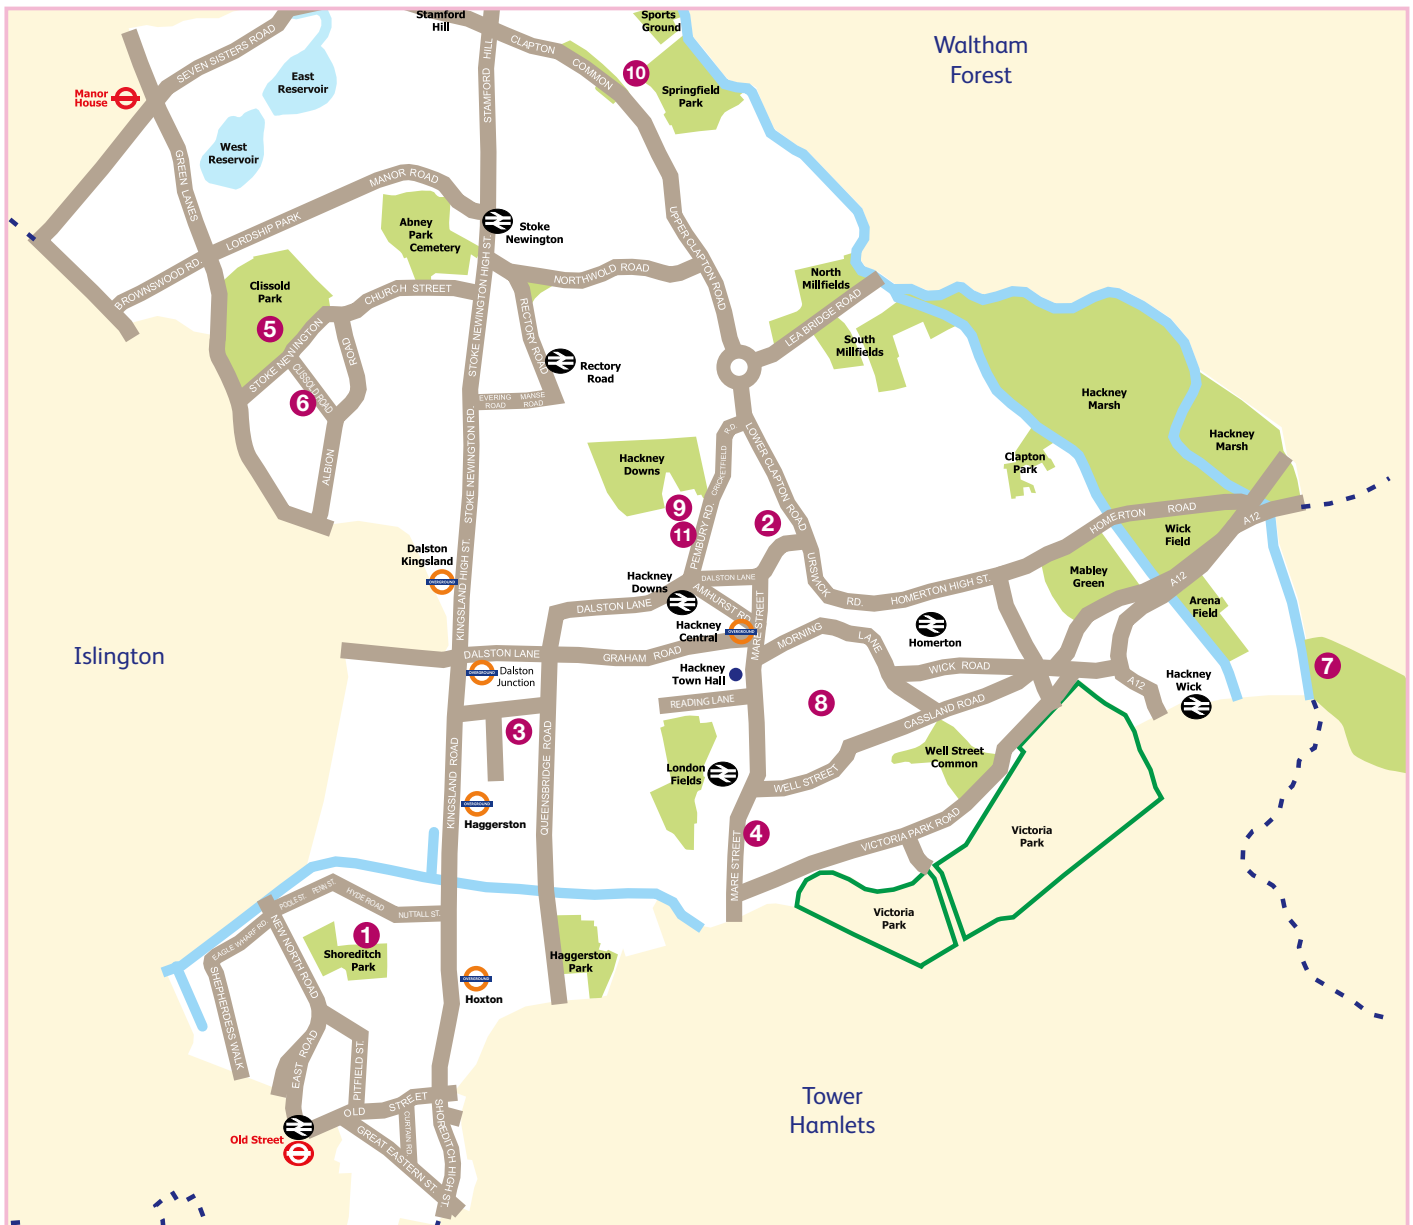 Stamford
Hill
Sports
Ground
Waltham
Forest
SEVEN SISTERS ROAD
STAMFORD HILL
CLAPTON
COMMON
10
East
Reservoir
Springfield
Park
Manor
House
West
Reservoir
GREEN LANES
MANOR ROAD
LORDSHIP PARK
Abney
Park
Cemetery
Stoke
Newington
UPPER CLAPTON ROAD
BROWNSWOOD RD.
Clissold
Park
CHURCH STREET
NORTHWOLD ROAD
North
Millfields
5
STOKE NEWINGTON
STOKE NEWINGTON HIGH ST.
RECTORY ROAD
LEA BRIDGE ROAD
South
Millfields
ROAD
Rectory
Road
CLISSOLD ROAD
6
EVERING
ROAD
MANSE
ROAD
Hackney
Marsh
Hackney
Marsh
STOKE NEWINGTON RD.
R.D.
CRICKETFIELD
LOWER CLAPTON ROAD
ALBION
Hackney
Downs
Clapton
Park
9
11
2
PEMBURY RD.
HOMERTON ROAD
A12
Wick
Field
Dalston
Kingsland
OVERGROUND
KINGSLAND HIGH ST.
Hackney
Downs
DALSTON LANE
URSWICK
RD.
HOMERTON HIGH ST.
Mabley
Green
A12
Arena
Field
DALSTON LANE
AMHURST RD.
MARE STREET
Hackney
Central
OVERGROUND
MORNING
LANE
Homerton
Islington
DALSTON LANE
GRAHAM ROAD
WICK ROAD
7
OVERGROUND
Dalston
Junction
Hackney
Town Hall
A12
Hackney
Wick
READING LANE
8
CASSLAND ROAD
3
KINGSLAND ROAD
QUEENSBRIDGE ROAD
London
Fields
WELL STREET
Well Street
Common
OVERGROUND
Haggerston
4
MARE STREET
VICTORIA PARK ROAD
Victoria
Park
Victoria
Park
EAGLE WHARF RD.
POOLE ST.
PENN ST.
HYDE ROAD
NUTTALL ST.
1
Shoreditch
Park
NEW NORTH ROAD
SHEPHERDESS WALK
Haggerston
Park
OVERGROUND
Hoxton
EAST ROAD
PITFIELD ST.
OLD STREET
CURTAIN RD.
SHOREDITCH HIGH ST.
GREAT EASTERN ST.
Old Street
Tower
Hamlets